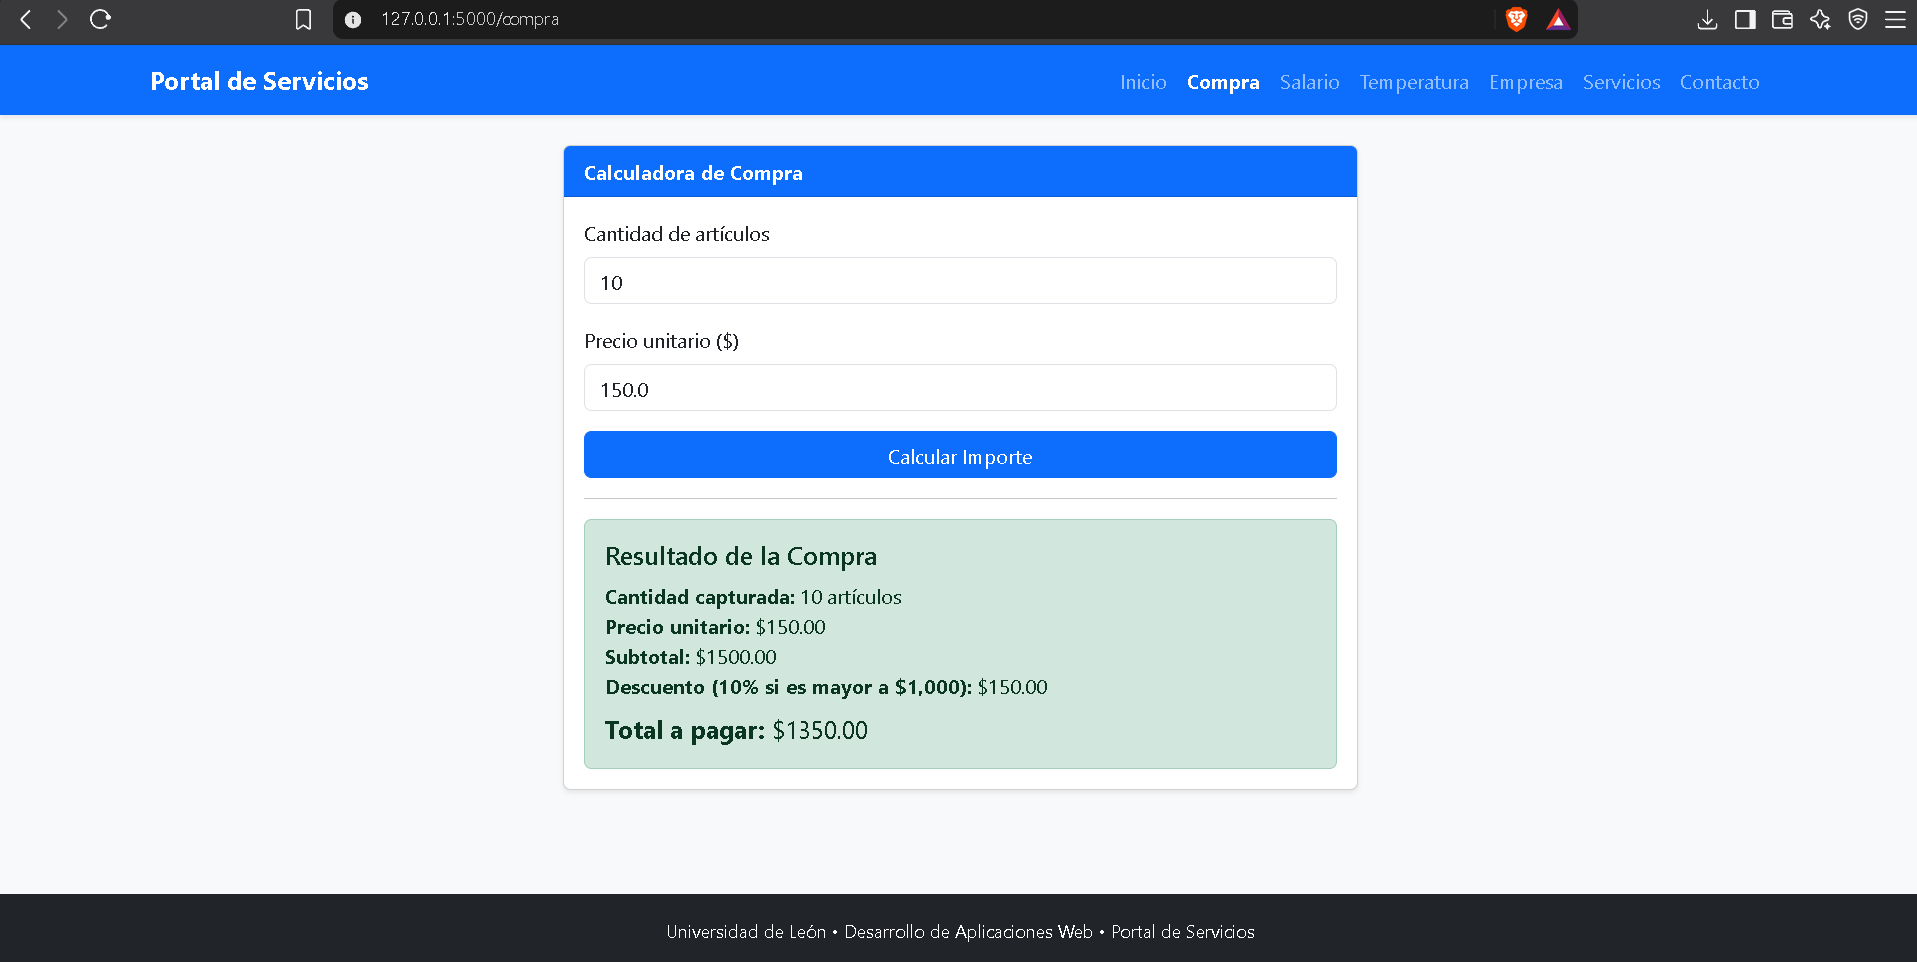 127.0.0.1:5000/compra
Portal de Servicios
Inicio Compra Salario Temperatura Empresa Servicios Contacto
Calculadora de Compra
Cantidad de artículos
10
Precio unitario ($)
150.0
Calcular Importe
Resultado de la Compra
Cantidad capturada: 10 artículos
Precio unitario: $150.00
Subtotal: $1500.00
Descuento (10% si es mayor a $1,000): $150.00
Total a pagar: $1350.00
Universidad de León • Desarrollo de Aplicaciones Web • Portal de Servicios